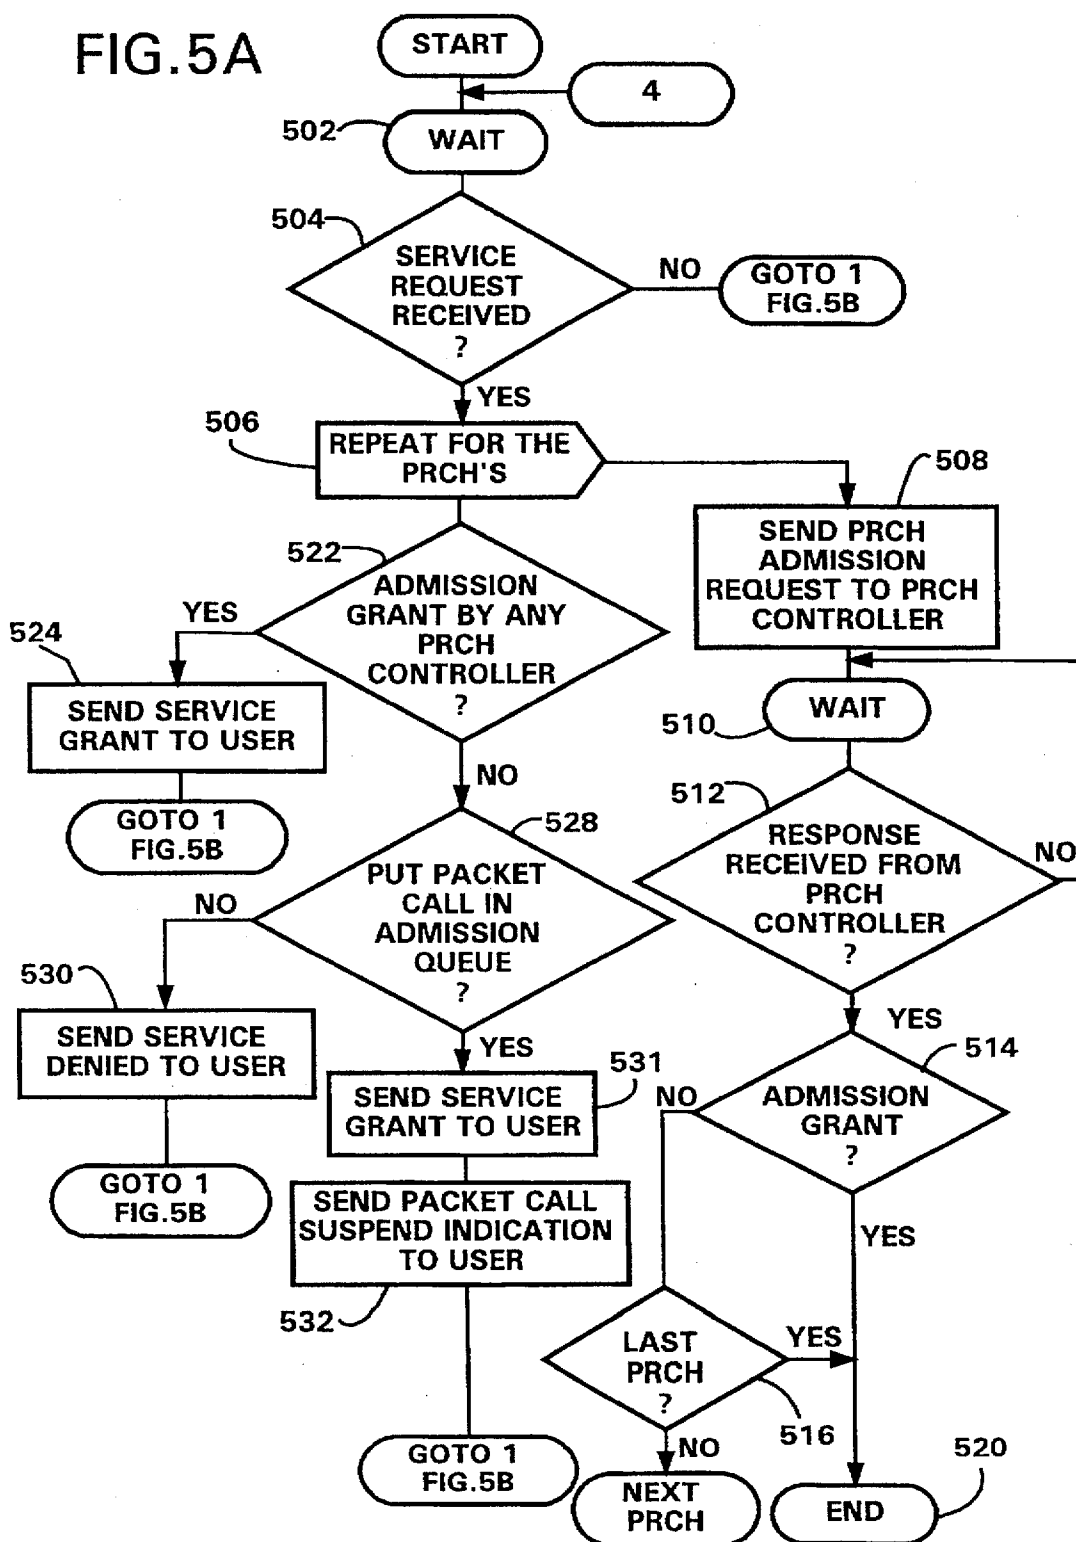 FIG.5A
START
4
502
WAIT
504
SERVICE
REQUEST
RECEIVED
?
NO
GOTO 1
FIG.5B
YES
506
REPEAT FOR THE
PRCH'S
508
SEND PRCH
ADMISSION
REQUEST TO PRCH
CONTROLLER
522
ADMISSION
GRANT BY ANY
PRCH
CONTROLLER
?
YES
524
SEND SERVICE
GRANT TO USER
GOTO 1
FIG.5B
NO
510
WAIT
512
RESPONSE
RECEIVED FROM
PRCH
CONTROLLER
?
NO
528
PUT PACKET
CALL IN
ADMISSION
QUEUE
?
NO
530
SEND SERVICE
DENIED TO USER
GOTO 1
FIG.5B
YES
531
SEND SERVICE
GRANT TO USER
SEND PACKET CALL
SUSPEND INDICATION
TO USER
532
GOTO 1
FIG.5B
YES
514
ADMISSION
GRANT
?
NO
YES
LAST
PRCH
?
YES
516
NO
NEXT
PRCH
520
END